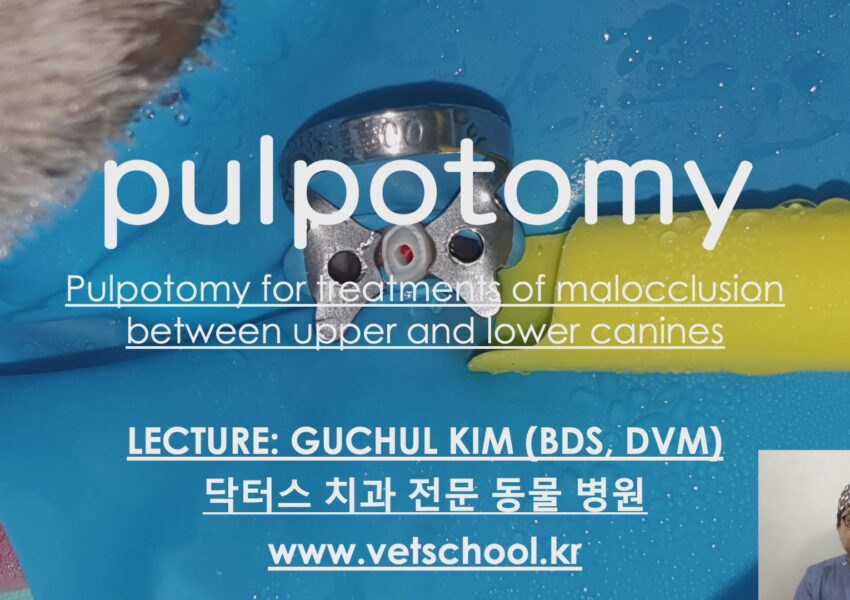 pulpotomy
Pulpotomy for treatments of malocclusion
between upper and lower canines
LECTURE: GUCHUL KIM (BDS, DVM)
닥터스 치과 전문 동물 병원
www.vetschool.kr